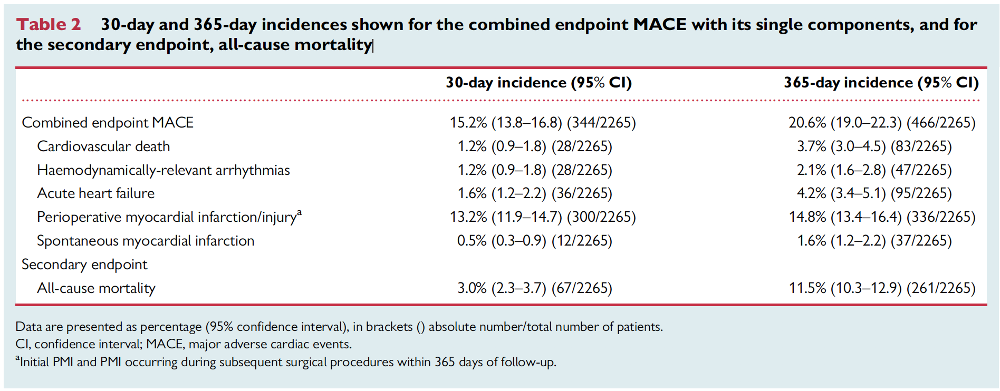 Table 2 30-day and 365-day incidences shown for the combined endpoint MACE with its single components, and for
the secondary endpoint, all-cause mortality
30-day incidence (95% CI) 365-day incidence (95% CI)
Combined endpoint MACE 15.2% (13.8–16.8) (344/2265) 20.6% (19.0–22.3) (466/2265)
Cardiovascular death 1.2% (0.9–1.8) (28/2265) 3.7% (3.0–4.5) (83/2265)
Haemodynamically-relevant arrhythmias 1.2% (0.9–1.8) (28/2265) 2.1% (1.6–2.8) (47/2265)
Acute heart failure 1.6% (1.2–2.2) (36/2265) 4.2% (3.4–5.1) (95/2265)
Perioperative myocardial infarction/injuryᵃ 13.2% (11.9–14.7) (300/2265) 14.8% (13.4–16.4) (336/2265)
Spontaneous myocardial infarction 0.5% (0.3–0.9) (12/2265) 1.6% (1.2–2.2) (37/2265)
Secondary endpoint
All-cause mortality 3.0% (2.3–3.7) (67/2265) 11.5% (10.3–12.9) (261/2265)
Data are presented as percentage (95% confidence interval), in brackets () absolute number/total number of patients.
CI, confidence interval; MACE, major adverse cardiac events.
ᵃInitial PMI and PMI occurring during subsequent surgical procedures within 365 days of follow-up.